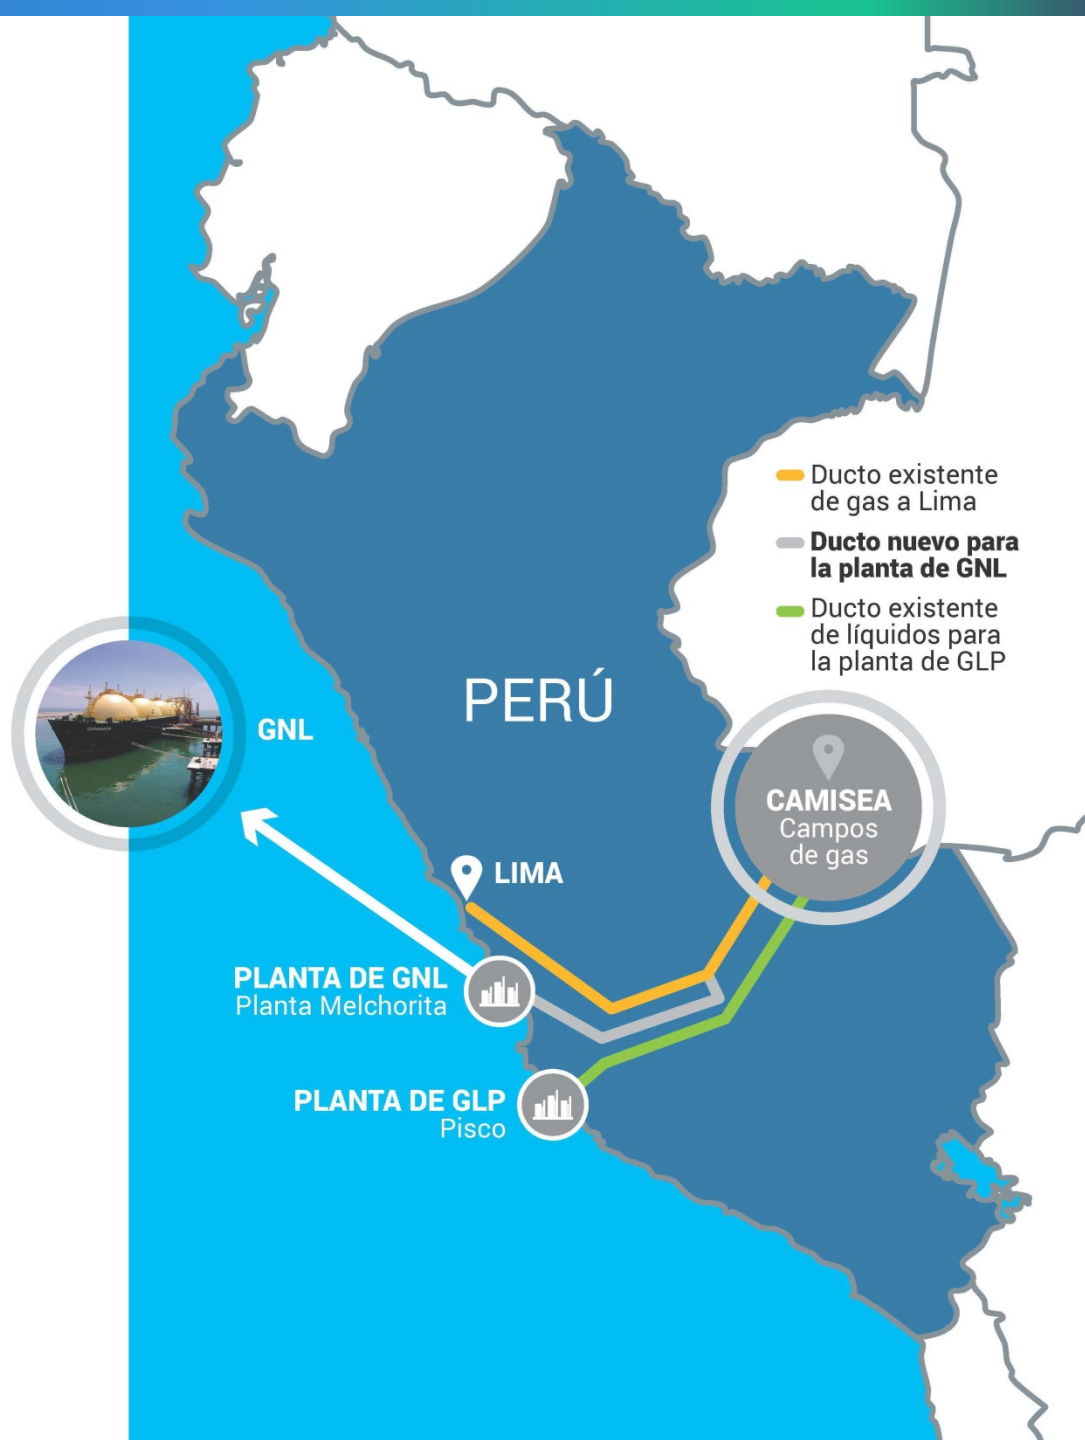 Ducto existente
de gas a Lima
Ducto nuevo para
la planta de GNL
Ducto existente
de líquidos para
la planta de GLP
PERÚ
GNL
CAMISEA
Campos
de gas
LIMA
PLANTA DE GNL
Planta Melchorita
PLANTA DE GLP
Pisco